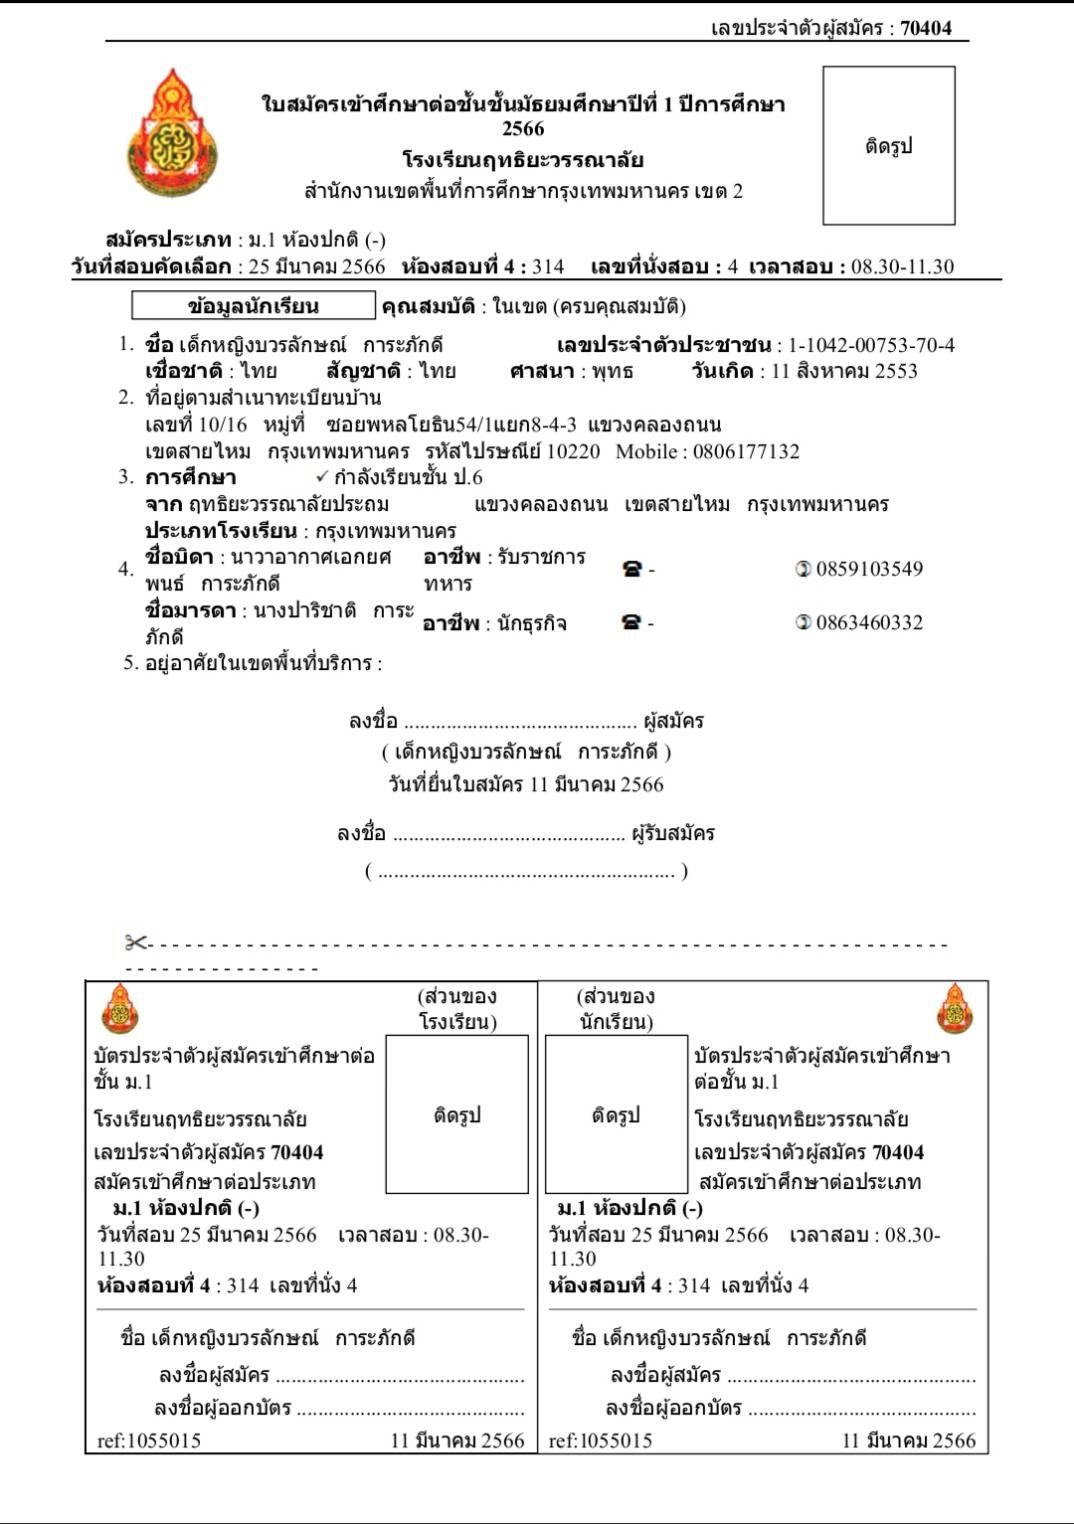 เลขประจำตัวผู้สมัคร : 70404
ใบสมัครเข้าศึกษาต่อชั้นชั้นมัธยมศึกษาปีที่ 1 ปีการศึกษา
2566
โรงเรียนฤทธิยะวรรณาลัย
สำนักงานเขตพื้นที่การศึกษากรุงเทพมหานคร เขต 2
ติดรูป
สมัครประเภท : ม.1 ห้องปกติ (-)
วันที่สอบคัดเลือก : 25 มีนาคม 2566 ห้องสอบที่ 4 : 314 เลขที่นั่งสอบ : 4 เวลาสอบ : 08.30-11.30
ข้อมูลนักเรียน คุณสมบัติ : ในเขต (ครบคุณสมบัติ)
1. ชื่อ เด็กหญิงบวรลักษณ์ การะภักดี เลขประจำตัวประชาชน : 1-1042-00753-70-4
เชื้อชาติ : ไทย สัญชาติ : ไทย ศาสนา : พุทธ วันเกิด : 11 สิงหาคม 2553
2. ที่อยู่ตามสำเนาทะเบียนบ้าน
เลขที่ 10/16 หมู่ที่ ซอยพหลโยธิน54/1แยก8-4-3 แขวงคลองถนน
เขตสายไหม กรุงเทพมหานคร รหัสไปรษณีย์ 10220 Mobile : 0806177132
3. การศึกษา ✓ กำลังเรียนชั้น ป.6
จาก ฤทธิยะวรรณาลัยประถม แขวงคลองถนน เขตสายไหม กรุงเทพมหานคร
ประเภทโรงเรียน : กรุงเทพมหานคร
4. ชื่อบิดา : นาวาอากาศเอกยศ อาชีพ : รับราชการ ☎ - ✆ 0859103549
พนธ์ การะภักดี ทหาร
ชื่อมารดา : นางปาริชาติ การะ อาชีพ : นักธุรกิจ ☎ - ✆ 0863460332
ภักดี
5. อยู่อาศัยในเขตพื้นที่บริการ :
ลงชื่อ ............................................ ผู้สมัคร
( เด็กหญิงบวรลักษณ์ การะภักดี )
วันที่ยื่นใบสมัคร 11 มีนาคม 2566
ลงชื่อ ............................................ ผู้รับสมัคร
( ........................................................ )
(ส่วนของ
โรงเรียน)
บัตรประจำตัวผู้สมัครเข้าศึกษาต่อ
ชั้น ม.1
ติดรูป
โรงเรียนฤทธิยะวรรณาลัย
เลขประจำตัวผู้สมัคร 70404
สมัครเข้าศึกษาต่อประเภท
ม.1 ห้องปกติ (-)
วันที่สอบ 25 มีนาคม 2566 เวลาสอบ : 08.30-
11.30
ห้องสอบที่ 4 : 314 เลขที่นั่ง 4
ชื่อ เด็กหญิงบวรลักษณ์ การะภักดี
ลงชื่อผู้สมัคร ...............................................
ลงชื่อผู้ออกบัตร ...........................................
ref:1055015 11 มีนาคม 2566
(ส่วนของ
นักเรียน)
บัตรประจำตัวผู้สมัครเข้าศึกษา
ต่อชั้น ม.1
ติดรูป
โรงเรียนฤทธิยะวรรณาลัย
เลขประจำตัวผู้สมัคร 70404
สมัครเข้าศึกษาต่อประเภท
ม.1 ห้องปกติ (-)
วันที่สอบ 25 มีนาคม 2566 เวลาสอบ : 08.30-
11.30
ห้องสอบที่ 4 : 314 เลขที่นั่ง 4
ชื่อ เด็กหญิงบวรลักษณ์ การะภักดี
ลงชื่อผู้สมัคร ...............................................
ลงชื่อผู้ออกบัตร ...........................................
ref:1055015 11 มีนาคม 2566